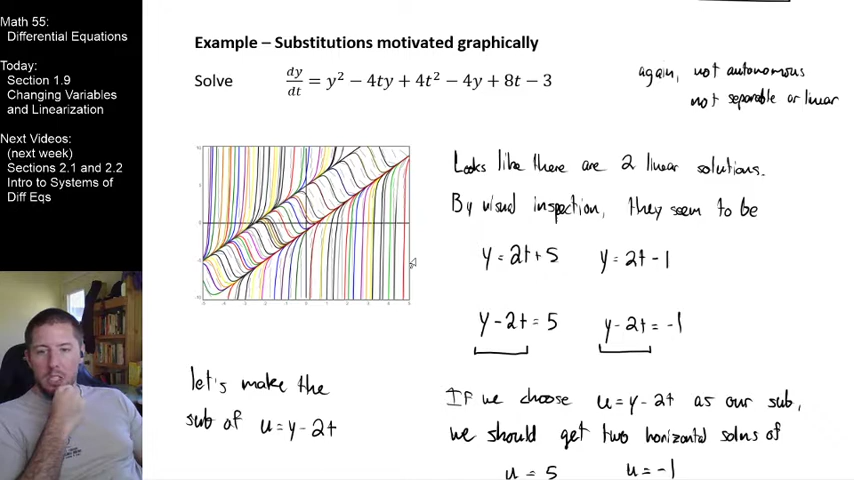 Math 55:
Differential Equations
Today:
Section 1.9
Changing Variables
and Linearization
Next Videos:
(next week)
Sections 2.1 and 2.2
Intro to Systems of
Diff Eqs
Example – Substitutions motivated graphically
Solve dy/dt = y² − 4ty + 4t² − 4y + 8t − 3
again, not autonomous
not separable or linear
Looks like there are 2 linear solutions.
By visual inspection, they seem to be
y = 2t+5 y = 2t − 1
y − 2t = 5 y − 2t = −1
let's make the
sub of u = y − 2t
If we choose u = y − 2t as our sub,
we should get two horizontal solns of
u = 5 u = −1